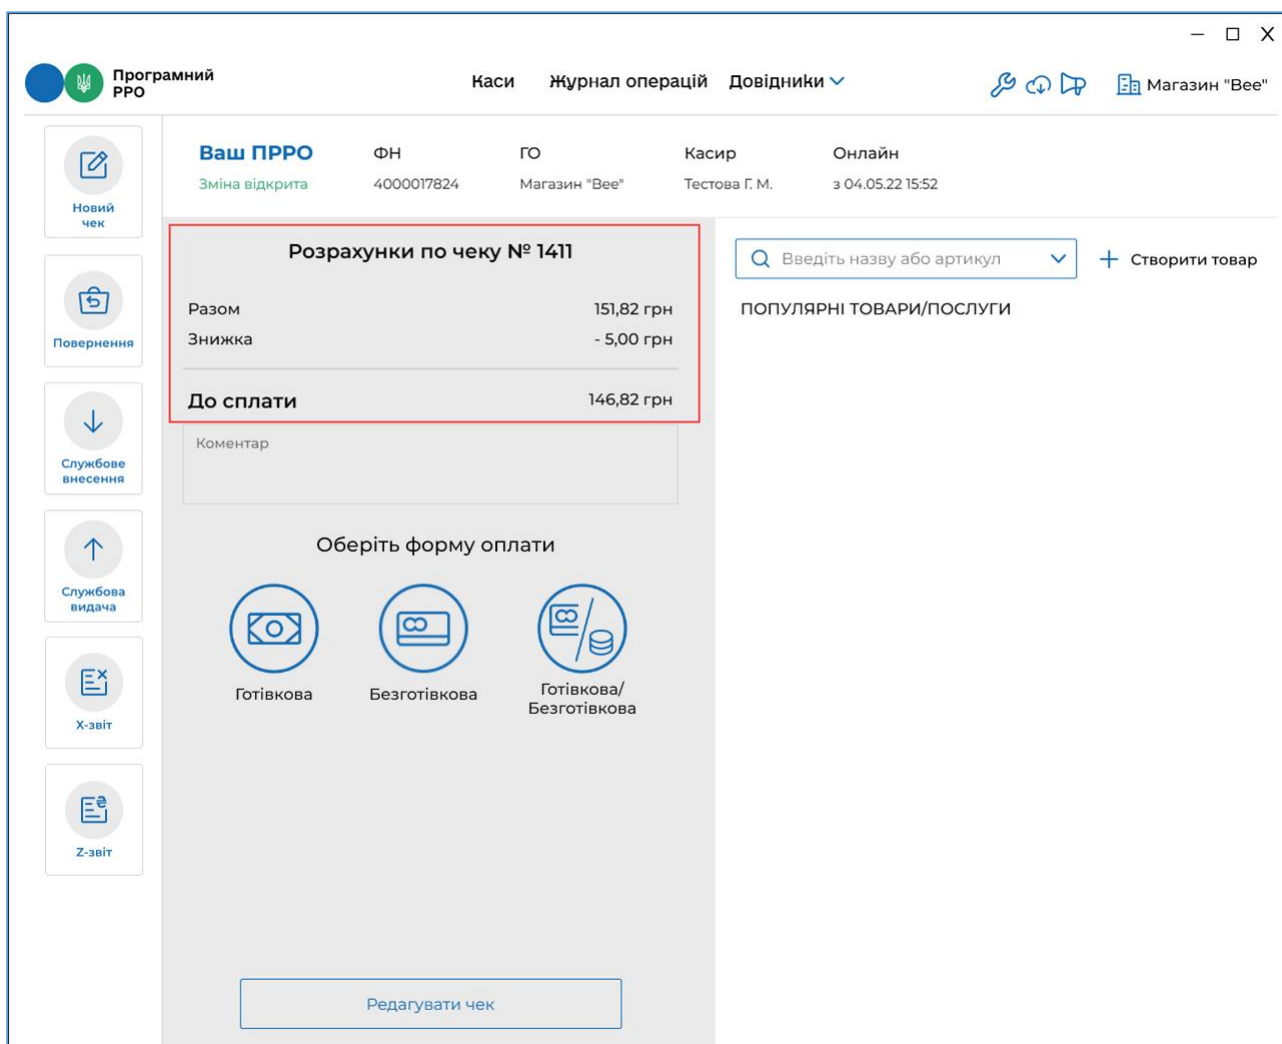 Програмний
РРО
Каси Журнал операцій Довідники
Магазин "Bee"
Новий
чек
Повернення
Службове
внесення
Службова
видача
X-звіт
Z-звіт
Ваш ПРРО ФН ГО Касир Онлайн
Зміна відкрита 4000017824 Магазин "Bee" Тестова Г. М. з 04.05.22 15:52
Розрахунки по чеку № 1411
Разом 151,82 грн
Знижка - 5,00 грн
До сплати 146,82 грн
Коментар
Оберіть форму оплати
Готівкова
Безготівкова
Готівкова/
Безготівкова
Редагувати чек
Введіть назву або артикул
Створити товар
ПОПУЛЯРНІ ТОВАРИ/ПОСЛУГИ